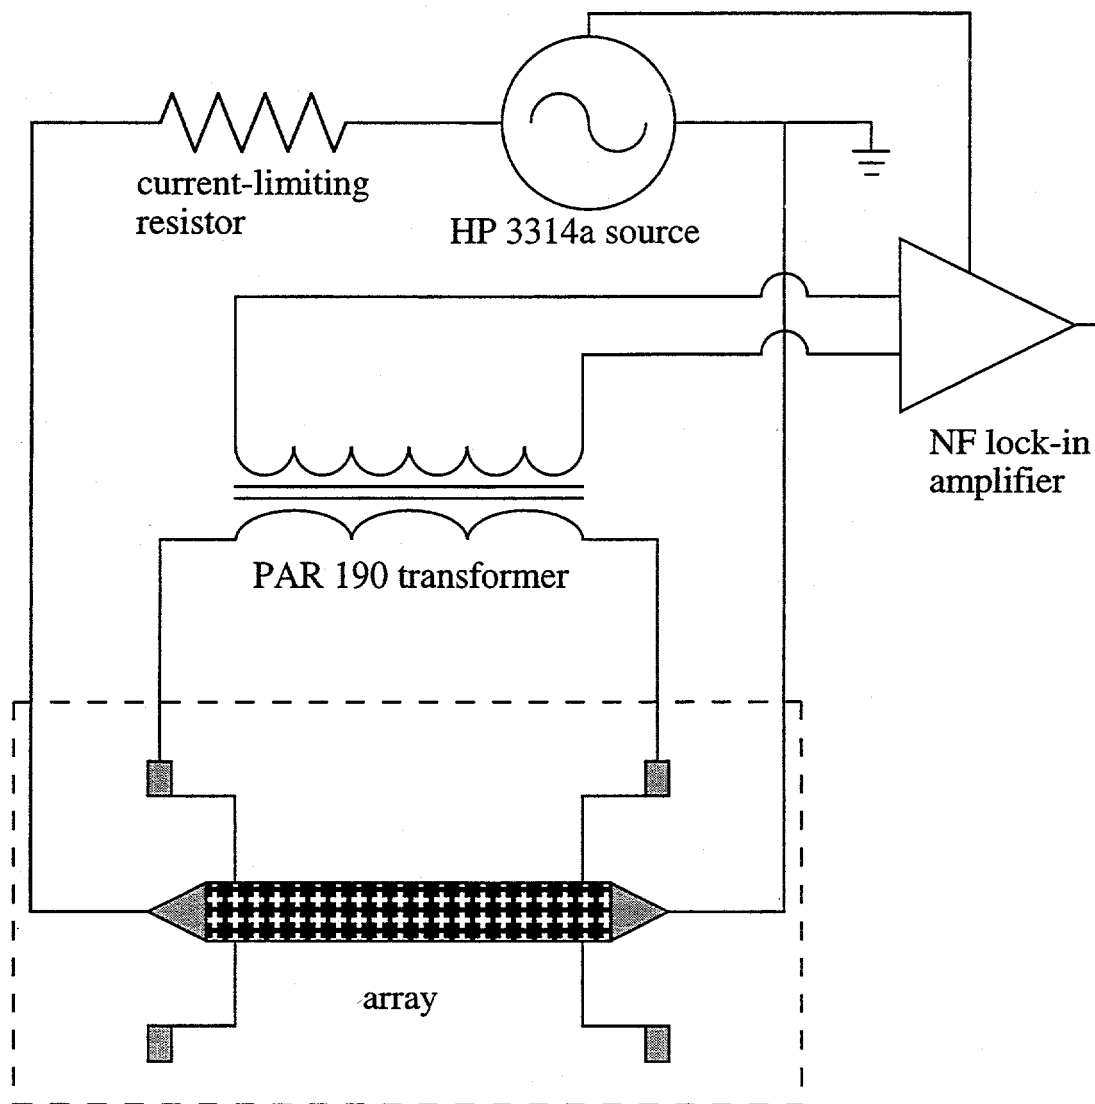 current-limiting
resistor
HP 3314a source
NF lock-in
amplifier
PAR 190 transformer
array